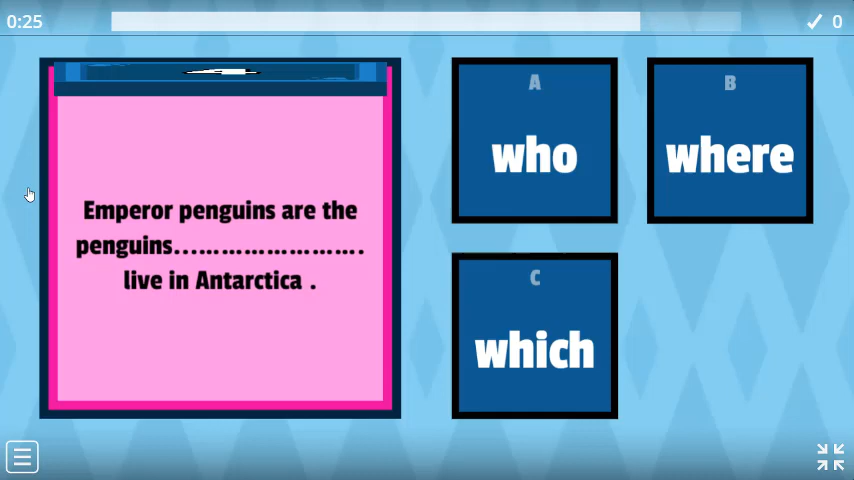 0:25
✓ 0
Emperor penguins are the
penguins........................
live in Antarctica .
A
who
B
where
C
which